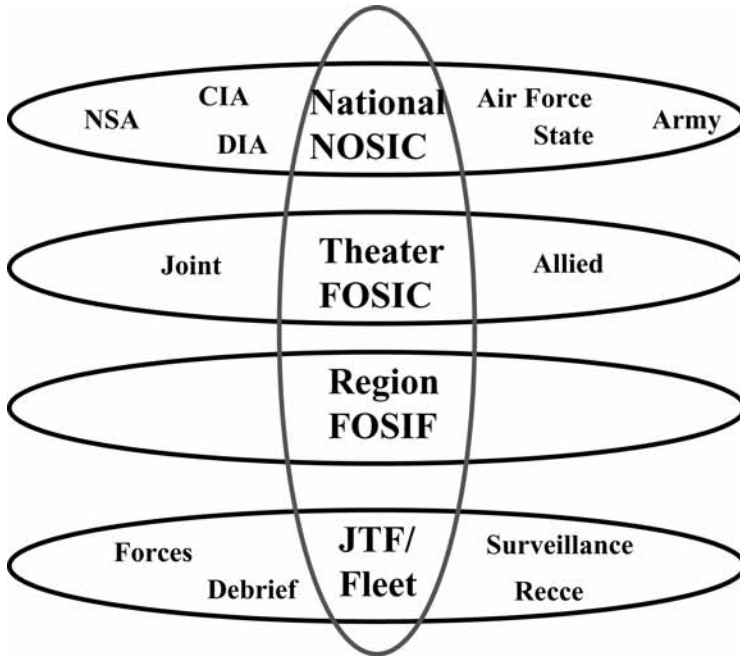 NSA
CIA
DIA
National
NOSIC
Air Force
State
Army
Joint
Theater
FOSIC
Allied
Region
FOSIF
Forces
Debrief
JTF/
Fleet
Surveillance
Recce